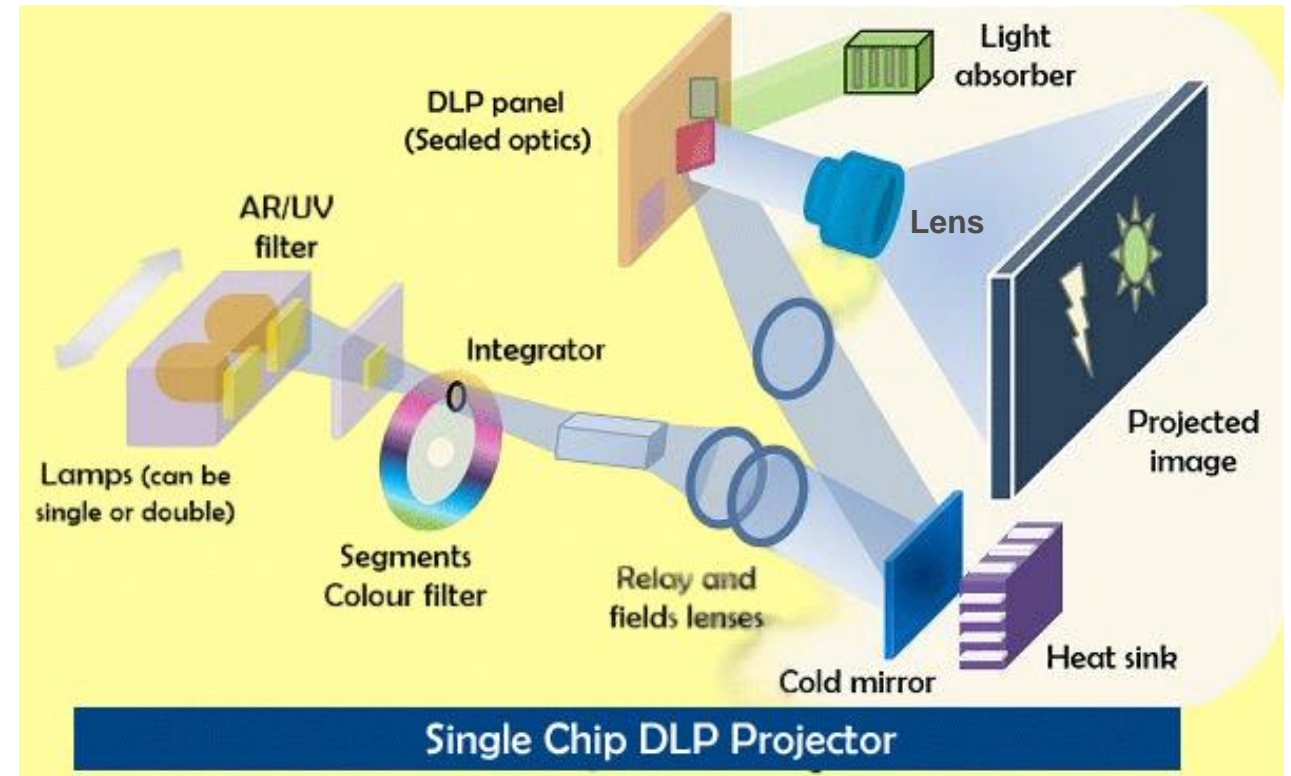 Light
absorber
DLP panel
(Sealed optics)
AR/UV
filter
Lens
Integrator
Projected
image
Lamps (can be
single or double)
Segments
Colour filter
Relay and
fields lenses
Heat sink
Cold mirror
Single Chip DLP Projector